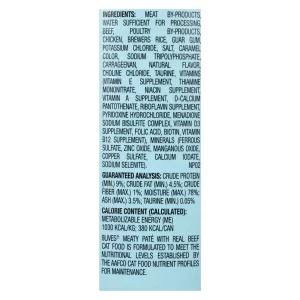 INGREDIENTS: MEAT BY-PRODUCTS,
WATER SUFFICIENT FOR PROCESSING,
BEEF, POULTRY BY-PRODUCTS,
CHICKEN, BREWERS RICE, GUAR GUM,
POTASSIUM CHLORIDE, SALT, CARAMEL
COLOR, SODIUM TRIPOLYPHOSPHATE,
CARRAGEENAN, NATURAL FLAVOR,
CHOLINE CHLORIDE, TAURINE, VITAMINS
(VITAMIN E SUPPLEMENT, THIAMINE
MONONITRATE, NIACIN SUPPLEMENT,
VITAMIN A SUPPLEMENT, D-CALCIUM
PANTOTHENATE, RIBOFLAVIN SUPPLEMENT,
PYRIDOXINE HYDROCHLORIDE, MENADIONE
SODIUM BISULFITE COMPLEX, VITAMIN D3
SUPPLEMENT, FOLIC ACID, BIOTIN, VITAMIN
B12 SUPPLEMENT), MINERALS (FERROUS
SULFATE, ZINC OXIDE, MANGANOUS OXIDE,
COPPER SULFATE, CALCIUM IODATE,
SODIUM SELENITE). NP02
GUARANTEED ANALYSIS: CRUDE PROTEIN
(MIN.) 9%; CRUDE FAT (MIN.) 4.5%; CRUDE
FIBER (MAX.) 1%; MOISTURE (MAX.) 78%;
ASH (MAX.) 3.5%; TAURINE (MIN.) 0.05%
CALORIE CONTENT (CALCULATED):
METABOLIZABLE ENERGY (ME)
1030 KCAL/KG; 380 KCAL/CAN
9LIVES® MEATY PATÉ WITH REAL BEEF
CAT FOOD IS FORMULATED TO MEET THE
NUTRITIONAL LEVELS ESTABLISHED BY
THE AAFCO CAT FOOD NUTRIENT PROFILES
FOR MAINTENANCE.